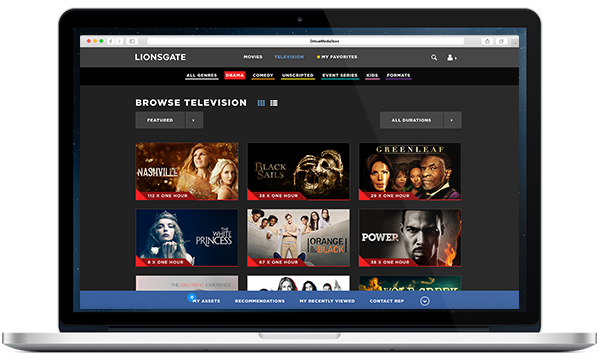 LIONSGATE
MOVIES TELEVISION MY FAVORITES
ALL GENRES DRAMA COMEDY UNSCRIPTED EVENT SERIES KIDS FORMATS
BROWSE TELEVISION
FEATURED ALL DURATIONS
NASHVILLE
112 X ONE HOUR
BLACK SAILS
38 X ONE HOUR
GREENLEAF
29 X ONE HOUR
THE WHITE PRINCESS
8 X ONE HOUR
ORANGE IS THE NEW BLACK
67 X ONE HOUR
POWER
38 X ONE HOUR
THE GIRLFRIEND EXPERIENCE
MY ASSETS RECOMMENDATIONS MY RECENTLY VIEWED CONTACT REP